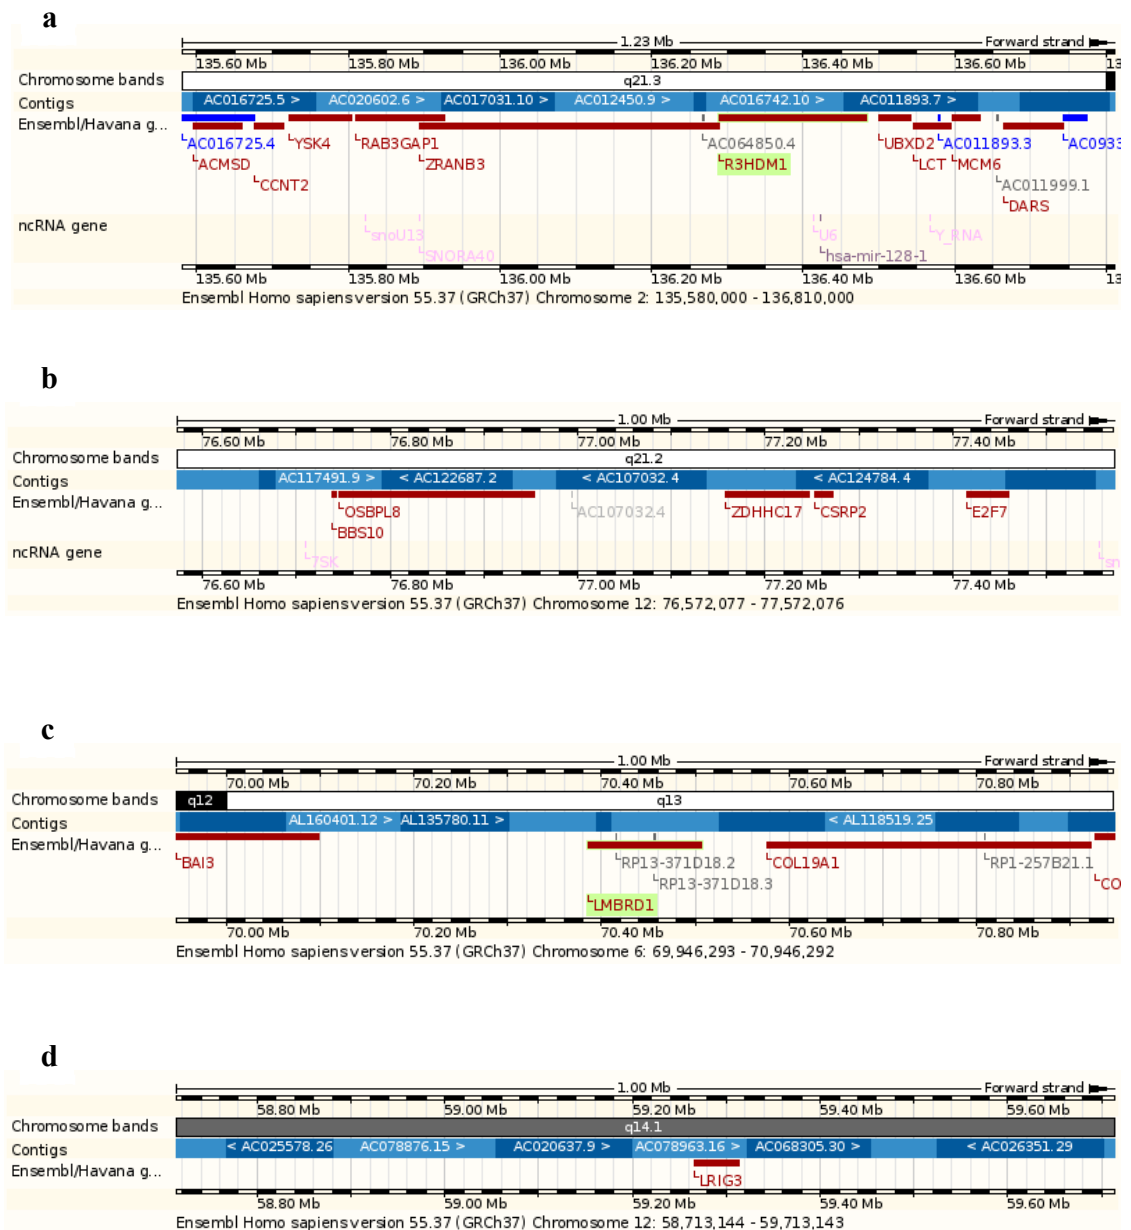 a
1.23 Mb Forward strand
135.60 Mb 135.80 Mb 136.00 Mb 136.20 Mb 136.40 Mb 136.60 Mb 13
Chromosome bands q21.3
Contigs AC016725.5 > AC020602.6 > AC017031.10 > AC012450.9 > AC016742.10 > AC011893.7 >
Ensembl/Havana g...
AC016725.4 YSK4 RAB3GAP1 AC064850.4 UBXD2 AC011893.3 AC0933
ACMSD ZRANB3 R3HDM1 LCT MCM6
CCNT2 AC011999.1
DARS
ncRNA gene
snoU13 U6 Y_RNA
SNORA40 hsa-mir-128-1
135.60 Mb 135.80 Mb 136.00 Mb 136.20 Mb 136.40 Mb 136.60 Mb 13
Ensembl Homo sapiens version 55.37 (GRCh37) Chromosome 2: 135,580,000 - 136,810,000
b
1.00 Mb Forward strand
76.60 Mb 76.80 Mb 77.00 Mb 77.20 Mb 77.40 Mb
Chromosome bands q21.2
Contigs AC117491.9 > < AC122687.2 < AC107032.4 < AC124784.4
Ensembl/Havana g...
OSBPL8 AC107032.4 ZDHHC17 CSRP2 E2F7
BBS10
ncRNA gene
7SK sn
76.60 Mb 76.80 Mb 77.00 Mb 77.20 Mb 77.40 Mb
Ensembl Homo sapiens version 55.37 (GRCh37) Chromosome 12: 76,572,077 - 77,572,076
c
1.00 Mb Forward strand
70.00 Mb 70.20 Mb 70.40 Mb 70.60 Mb 70.80 Mb
Chromosome bands q12 q13
Contigs AL160401.12 > AL135780.11 > < AL118519.25
Ensembl/Havana g...
BAI3 RP13-371D18.2 COL19A1 RP1-257B21.1
RP13-371D18.3 CO
LMBRD1
70.00 Mb 70.20 Mb 70.40 Mb 70.60 Mb 70.80 Mb
Ensembl Homo sapiens version 55.37 (GRCh37) Chromosome 6: 69,946,293 - 70,946,292
d
1.00 Mb Forward strand
58.80 Mb 59.00 Mb 59.20 Mb 59.40 Mb 59.60 Mb
Chromosome bands q14.1
Contigs < AC025578.26 AC078876.15 > AC020637.9 > AC078963.16 > AC068305.30 > < AC026351.29
Ensembl/Havana g...
LRIG3
58.80 Mb 59.00 Mb 59.20 Mb 59.40 Mb 59.60 Mb
Ensembl Homo sapiens version 55.37 (GRCh37) Chromosome 12: 58,713,144 - 59,713,143